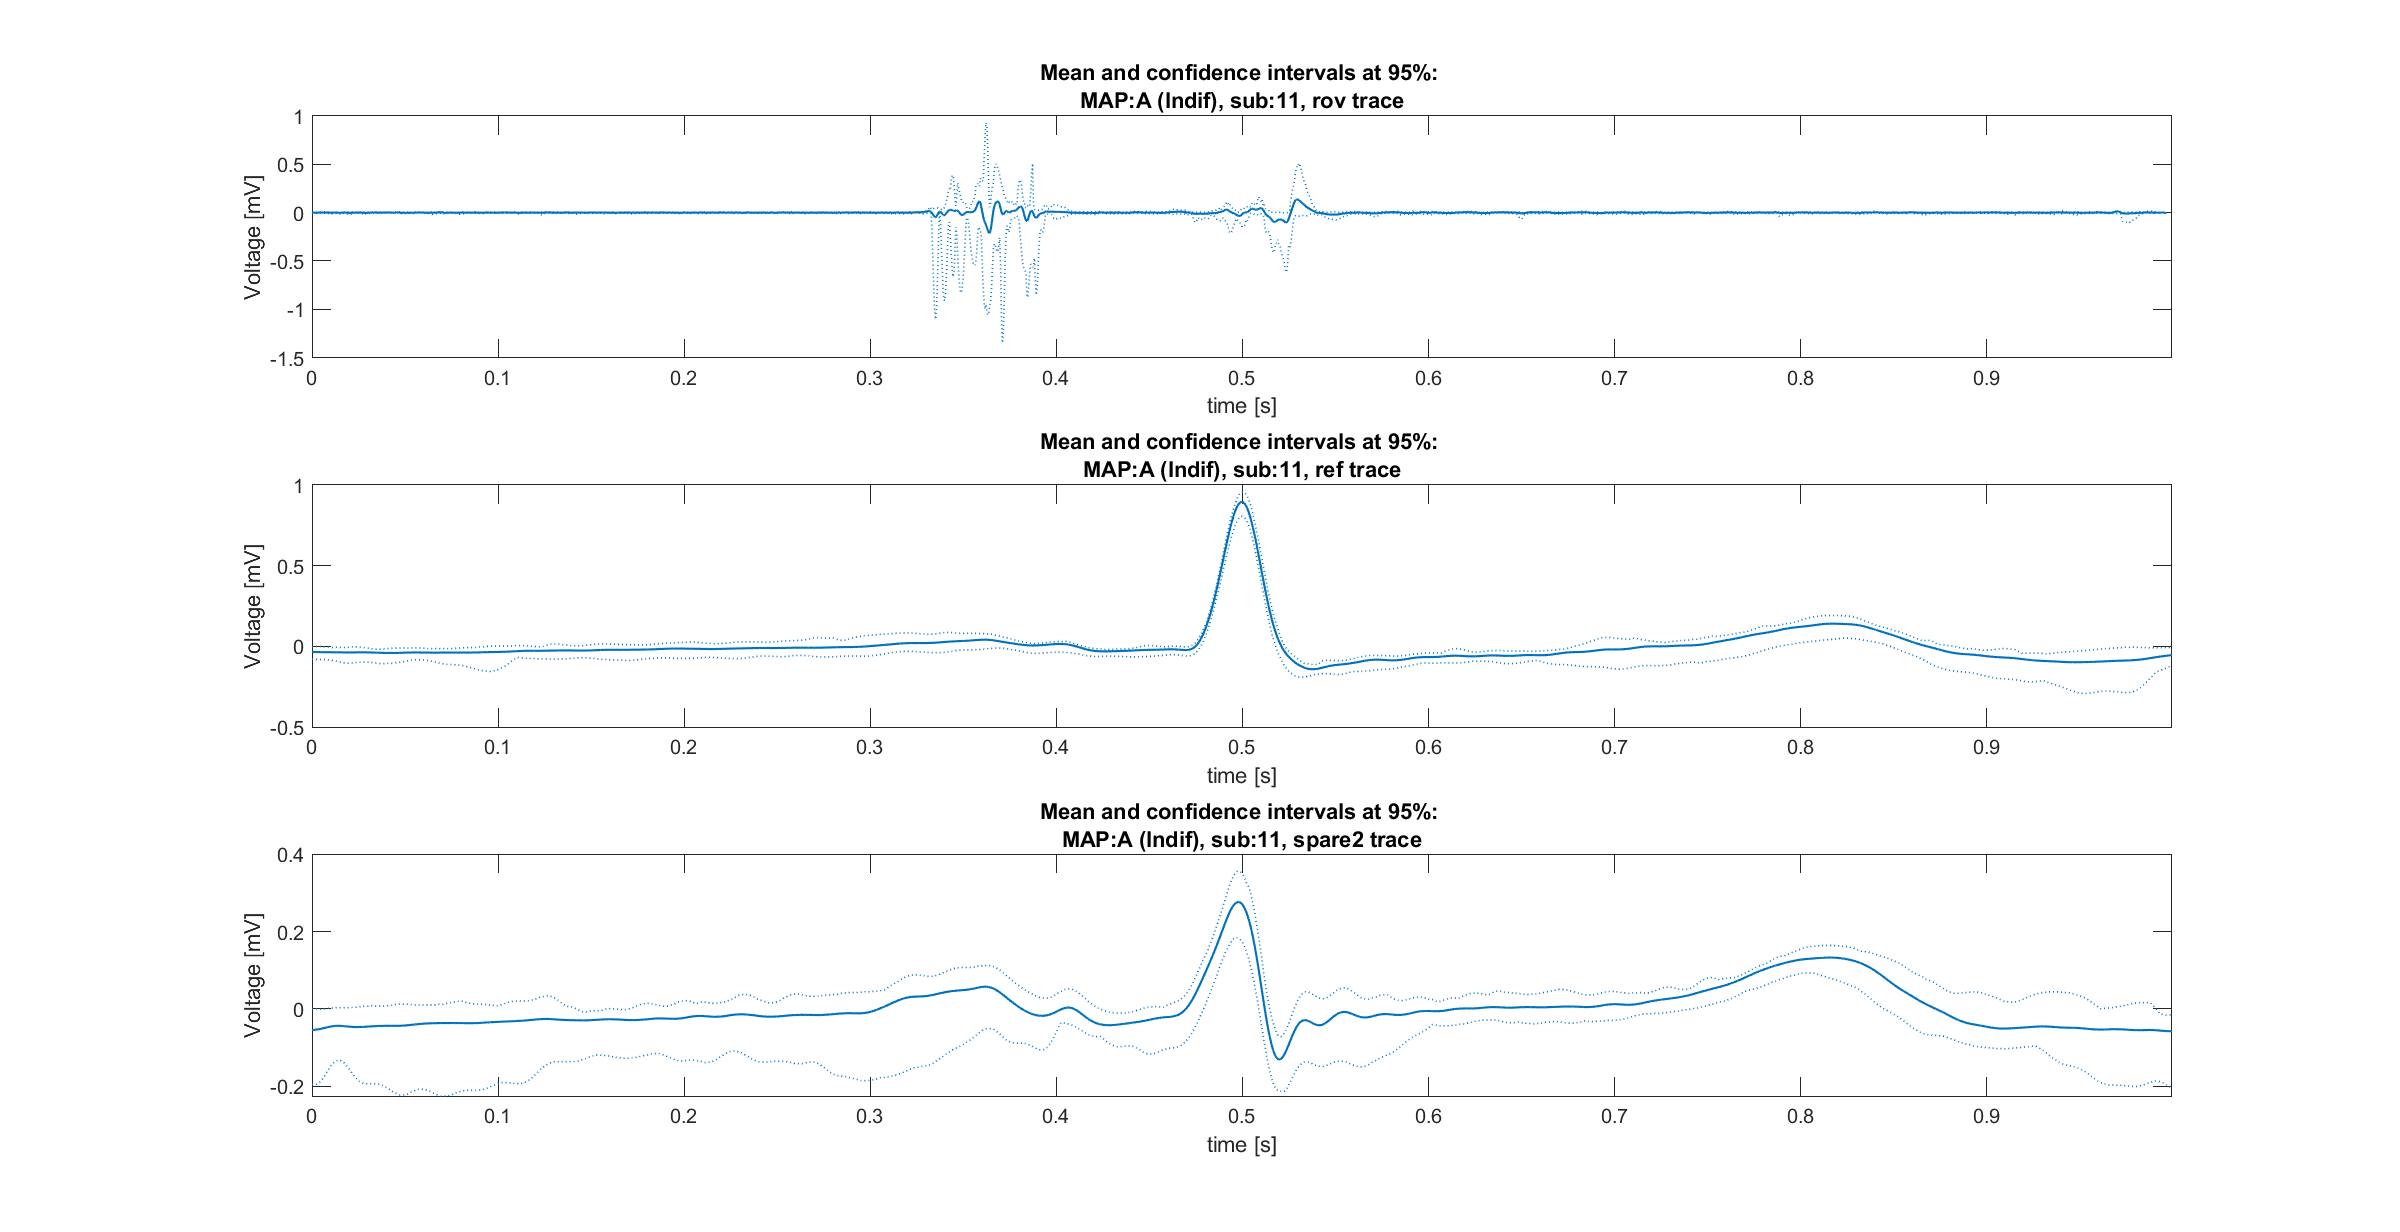 Mean and confidence intervals at 95%:
MAP:A (Indif), sub:11, rov trace
1
0.5
0
-0.5
-1
-1.5
Voltage [mV]
0 0.1 0.2 0.3 0.4 0.5 0.6 0.7 0.8 0.9
time [s]
Mean and confidence intervals at 95%:
MAP:A (Indif), sub:11, ref trace
1
0.5
0
-0.5
Voltage [mV]
0 0.1 0.2 0.3 0.4 0.5 0.6 0.7 0.8 0.9
time [s]
Mean and confidence intervals at 95%:
MAP:A (Indif), sub:11, spare2 trace
0.4
0.2
0
-0.2
Voltage [mV]
0 0.1 0.2 0.3 0.4 0.5 0.6 0.7 0.8 0.9
time [s]